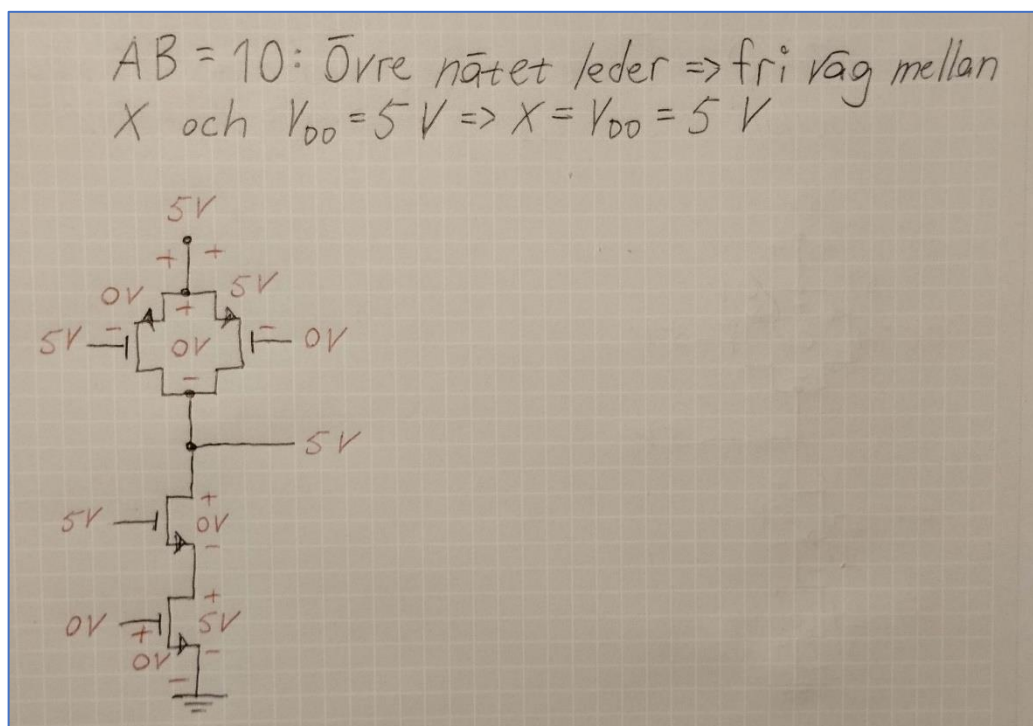 AB = 10: Övre nätet leder => fri väg mellan
X och V_DD = 5 V => X = V_DD = 5 V
5V
+ +
0V 5V
+
5V - 0V - 0V
-
5V
+
5V 0V
-
+
0V + 5V
0V -
-